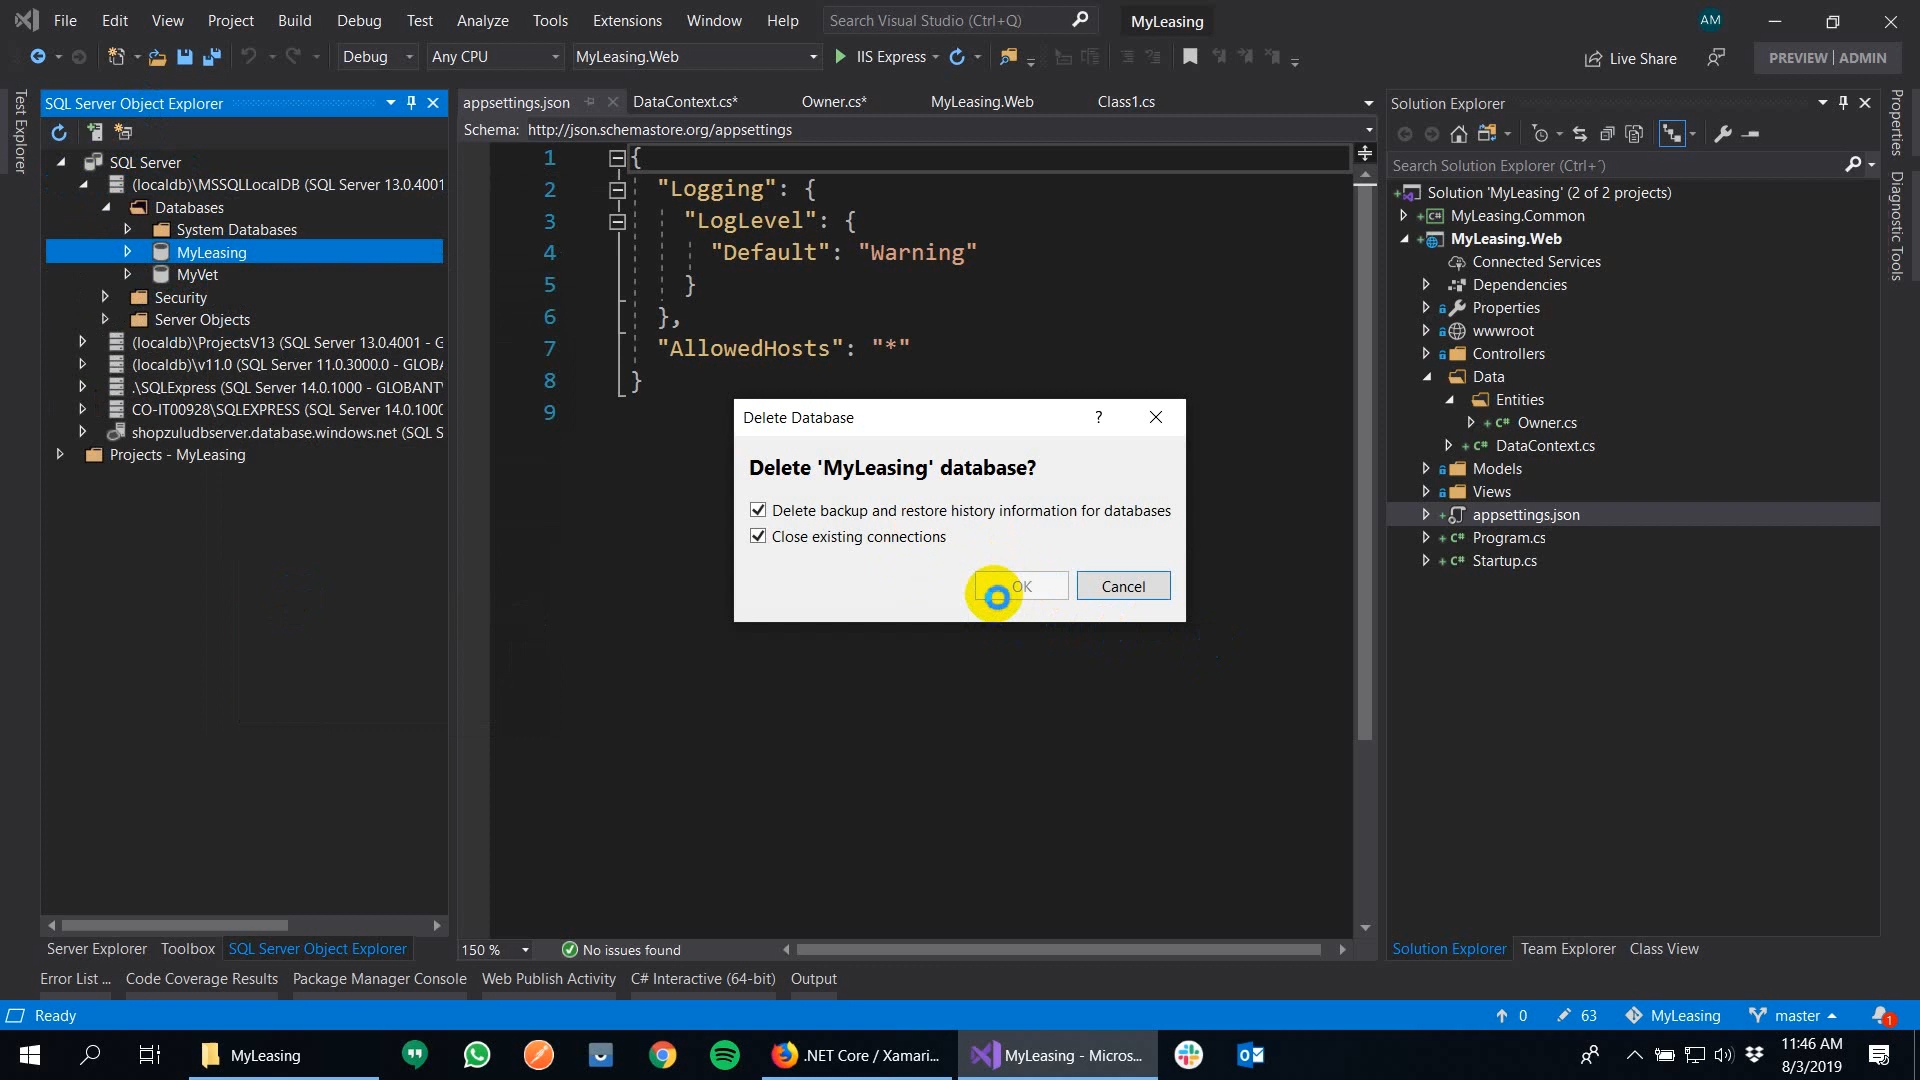 File Edit View Project Build Debug Test Analyze Tools Extensions Window Help Search Visual Studio (Ctrl+Q) MyLeasing AM
Debug Any CPU MyLeasing.Web IIS Express Live Share PREVIEW ADMIN
Test Explorer
SQL Server Object Explorer
SQL Server
(localdb)\MSSQLLocalDB (SQL Server 13.0.4001
Databases
System Databases
MyLeasing
MyVet
Security
Server Objects
(localdb)\ProjectsV13 (SQL Server 13.0.4001 - G
(localdb)\v11.0 (SQL Server 11.0.3000.0 - GLOBA
.\SQLExpress (SQL Server 14.0.1000 - GLOBANT
CO-IT00928\SQLEXPRESS (SQL Server 14.0.1000
shopzuludbserver.database.windows.net (SQL S
Projects - MyLeasing
Server Explorer Toolbox SQL Server Object Explorer
appsettings.json DataContext.cs* Owner.cs* MyLeasing.Web Class1.cs
Schema: http://json.schemastore.org/appsettings
1 {
2 "Logging": {
3 "LogLevel": {
4 "Default": "Warning"
5 }
6 },
7 "AllowedHosts": "*"
8 }
9
Delete Database ?
Delete 'MyLeasing' database?
Delete backup and restore history information for databases
Close existing connections
OK Cancel
150 % No issues found
Solution Explorer
Search Solution Explorer (Ctrl+´)
Solution 'MyLeasing' (2 of 2 projects)
MyLeasing.Common
MyLeasing.Web
Connected Services
Dependencies
Properties
wwwroot
Controllers
Data
Entities
Owner.cs
DataContext.cs
Models
Views
appsettings.json
Program.cs
Startup.cs
Solution Explorer Team Explorer Class View
Properties
Diagnostic Tools
Error List ... Code Coverage Results Package Manager Console Web Publish Activity C# Interactive (64-bit) Output
Ready 0 63 MyLeasing master 1
MyLeasing .NET Core / Xamari... MyLeasing - Micros... 11:46 AM
8/3/2019